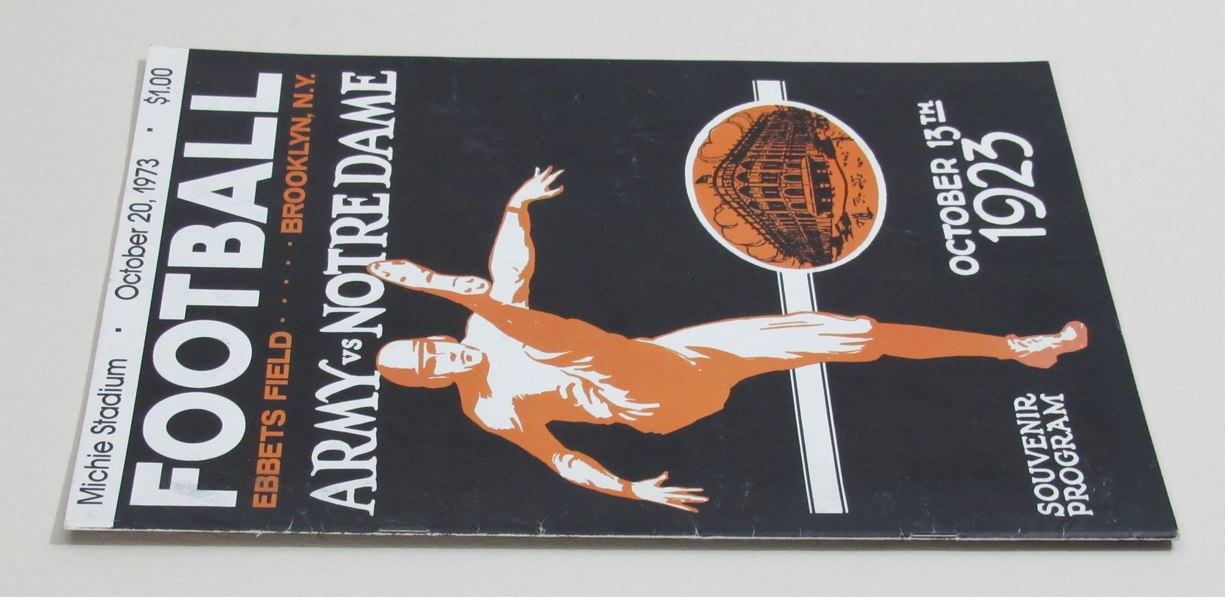 Michie Stadium · October 20, 1973 · $1.00
FOOTBALL
EBBETS FIELD . . . . . BROOKLYN, N.Y.
ARMY vs NOTRE DAME
OCTOBER 13TH
1923
SOUVENIR
PROGRAM